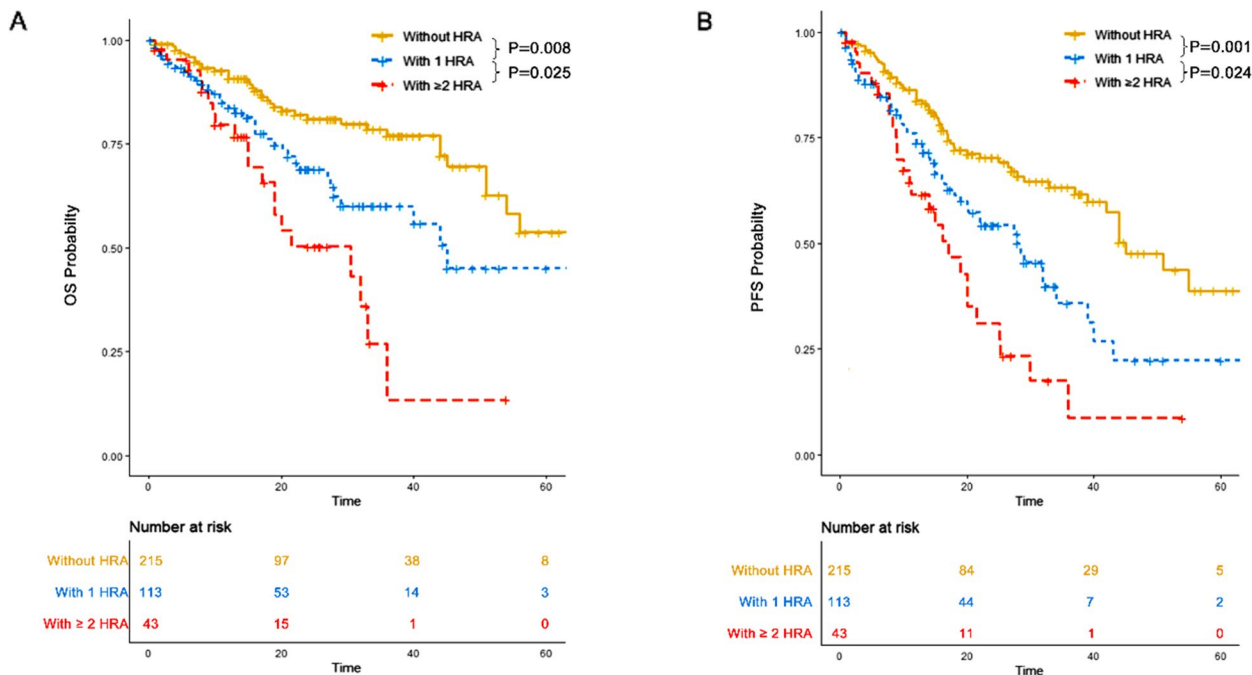 A
Without HRA
P=0.008
With 1 HRA
P=0.025
With ≥2 HRA
1.00
0.75
0.50
0.25
0.00
OS Probability
0 20 40 60
Time
Number at risk
Without HRA 215 97 38 8
With 1 HRA 113 53 14 3
With ≥ 2 HRA 43 15 1 0
0 20 40 60
Time
B
Without HRA
P=0.001
With 1 HRA
P=0.024
With ≥2 HRA
1.00
0.75
0.50
0.25
0.00
PFS Probability
0 20 40 60
Time
Number at risk
Without HRA 215 84 29 5
With 1 HRA 113 44 7 2
With ≥ 2 HRA 43 11 1 0
0 20 40 60
Time